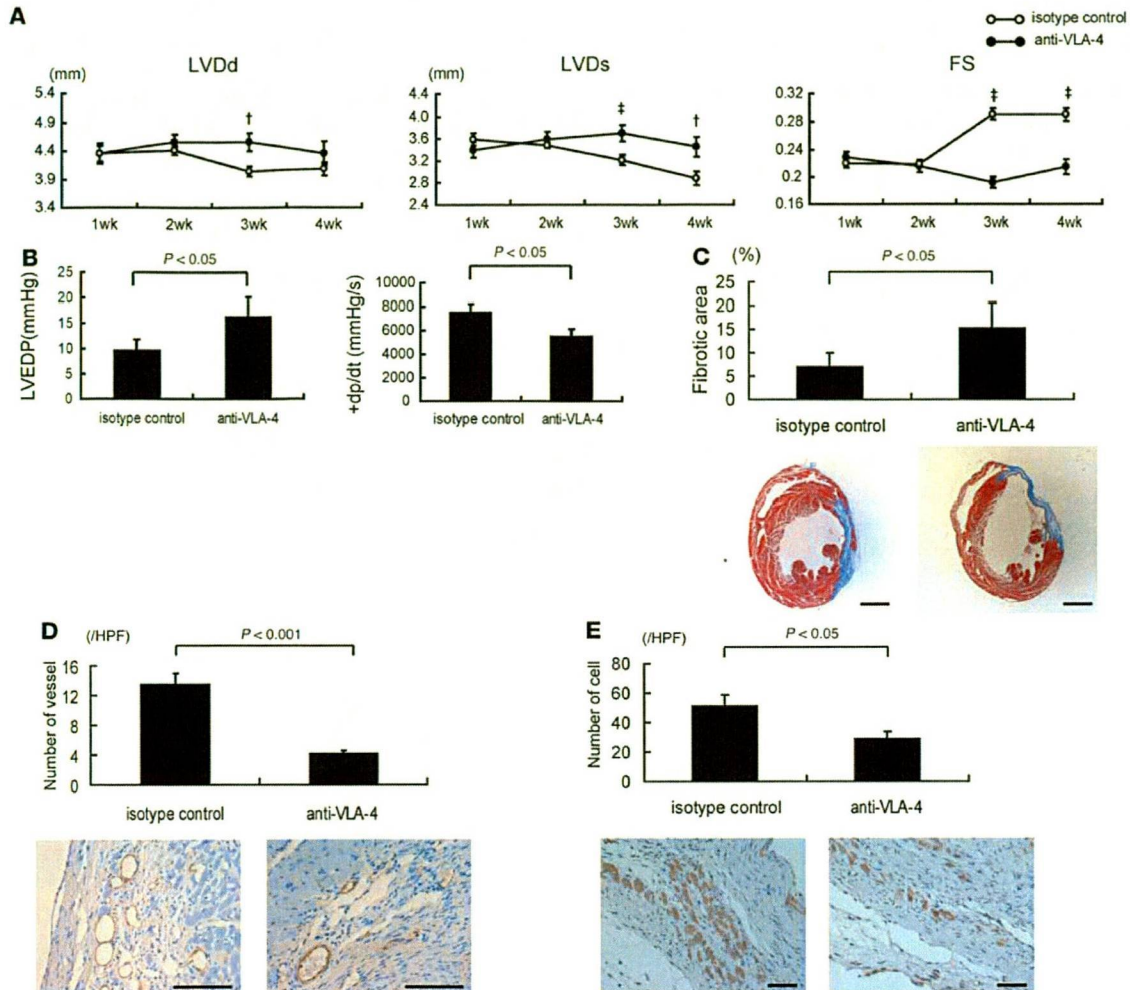 A
isotype control
anti-VLA-4
LVDd
(mm)
5.4
4.9
4.4
3.9
3.4
†
1wk 2wk 3wk 4wk
LVDs
(mm)
4.4
4.0
3.6
3.2
2.8
2.4
‡
†
1wk 2wk 3wk 4wk
FS
0.32
0.28
0.24
0.2
0.16
‡
‡
1wk 2wk 3wk 4wk
B
P < 0.05
LVEDP(mmHg)
25
20
15
10
5
0
isotype control anti-VLA-4
P < 0.05
+dp/dt (mmHg/s)
10000
8000
6000
4000
2000
0
isotype control anti-VLA-4
C (%)
P < 0.05
Fibrotic area
25
20
15
10
5
0
isotype control anti-VLA-4
D (/HPF)
P < 0.001
Number of vessel
16
12
8
4
0
isotype control anti-VLA-4
E (/HPF)
P < 0.05
Number of cell
80
60
40
20
0
isotype control anti-VLA-4